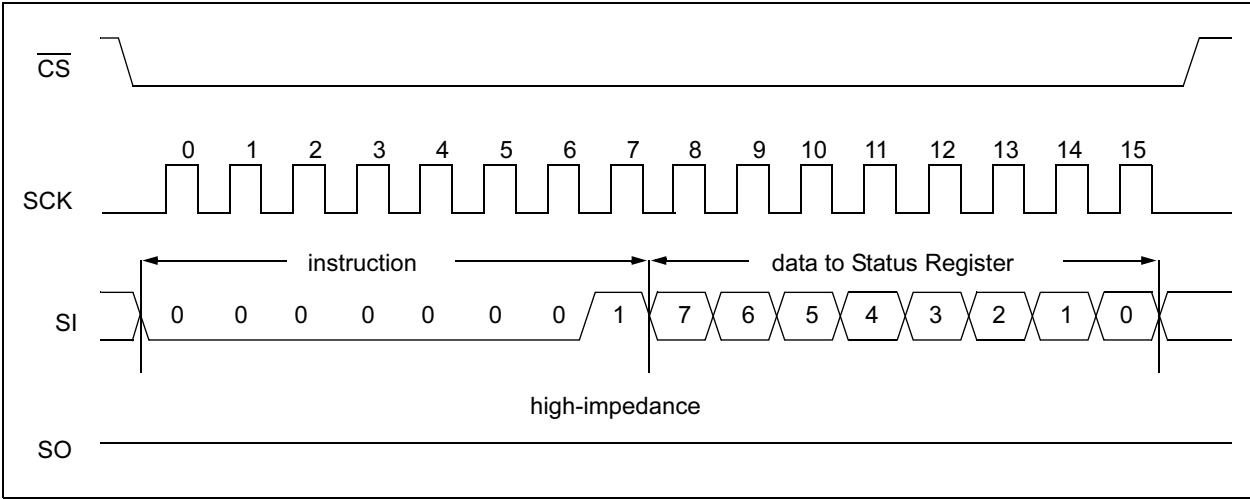 CS
0 1 2 3 4 5 6 7 8 9 10 11 12 13 14 15
SCK
instruction data to Status Register
SI 0 0 0 0 0 0 0 1 7 6 5 4 3 2 1 0
high-impedance
SO